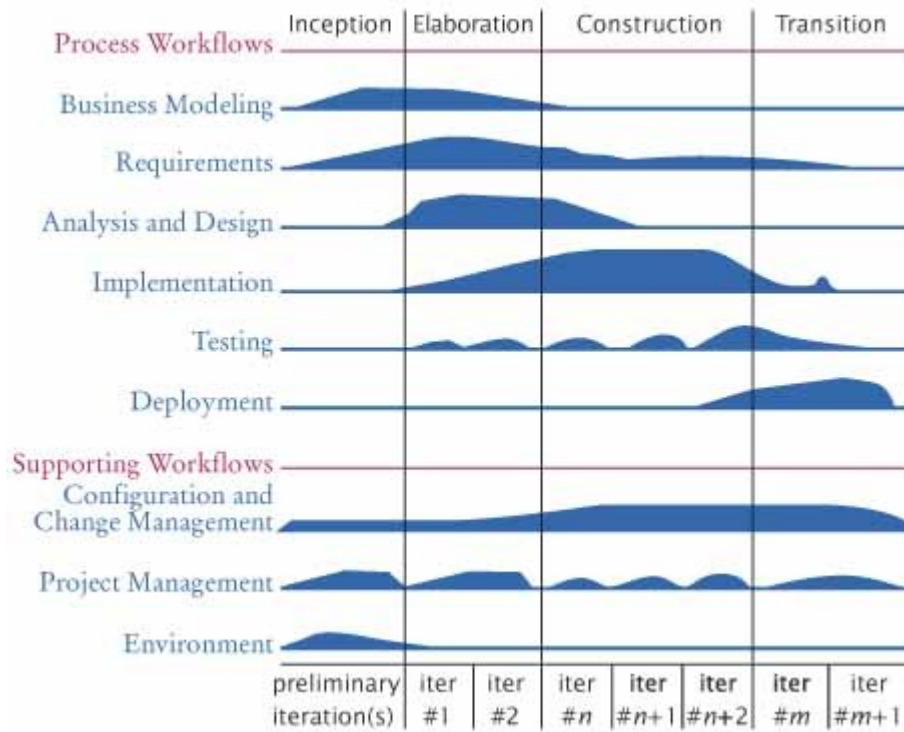 Inception Elaboration Construction Transition
Process Workflows
Business Modeling
Requirements
Analysis and Design
Implementation
Testing
Deployment
Supporting Workflows
Configuration and
Change Management
Project Management
Environment
preliminary iter iter iter iter iter iter iter
iteration(s) #1 #2 #n #n+1 #n+2 #m #m+1